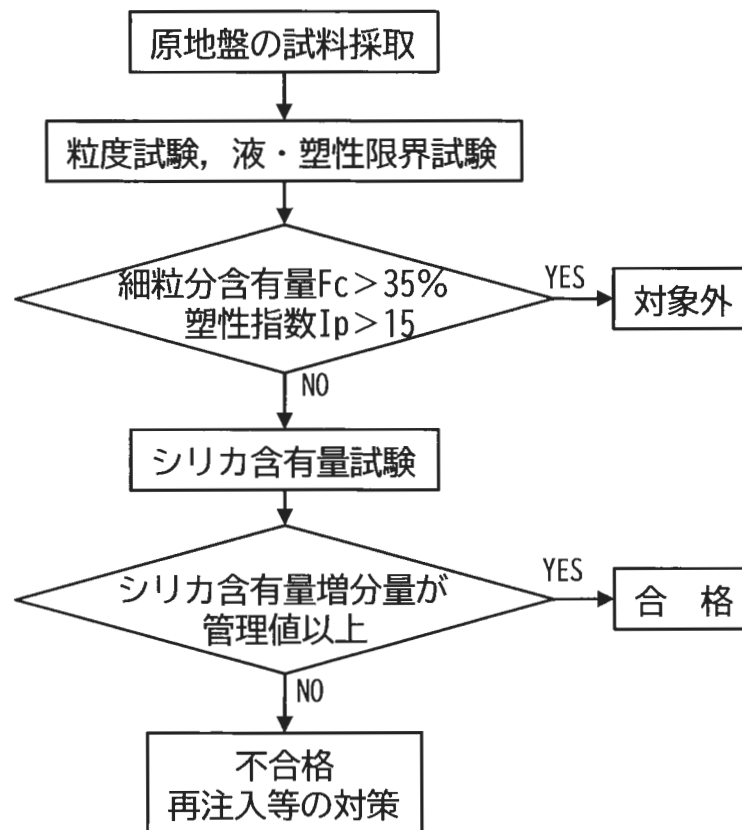 原地盤の試料採取
粒度試験，液・塑性限界試験
細粒分含有量Fc＞35%
塑性指数Ip＞15
YES
対象外
NO
シリカ含有量試験
シリカ含有量増分量が
管理値以上
YES
合　格
NO
不合格
再注入等の対策